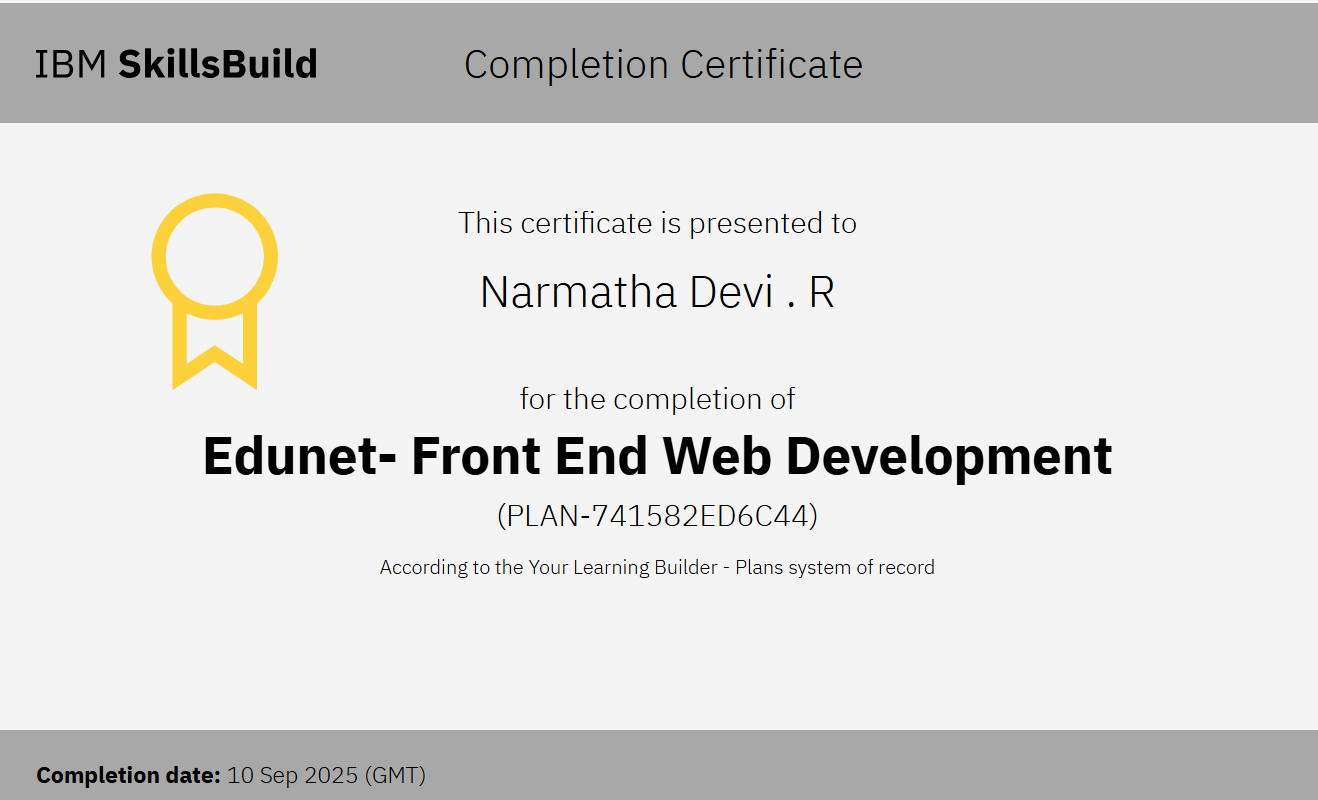 IBM SkillsBuild
Completion Certificate
This certificate is presented to
Narmatha Devi . R
for the completion of
Edunet- Front End Web Development
(PLAN-741582ED6C44)
According to the Your Learning Builder - Plans system of record
Completion date: 10 Sep 2025 (GMT)